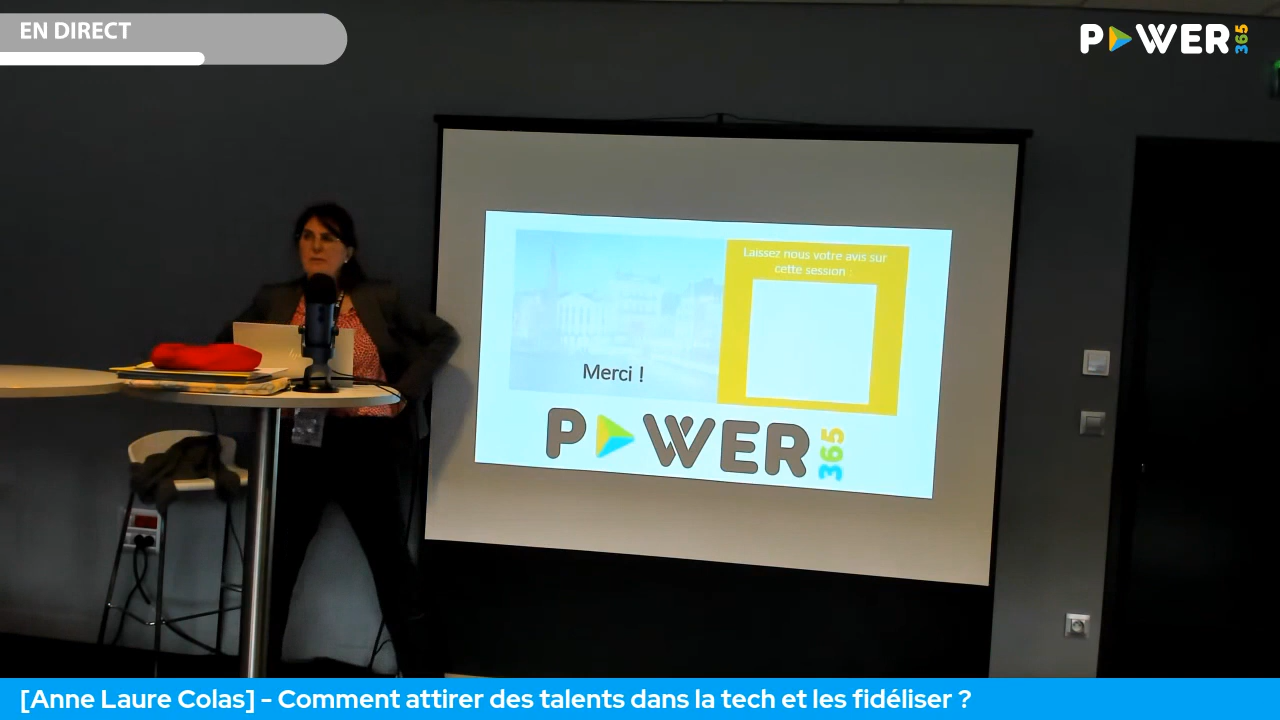 EN DIRECT
POWER 365
Laissez nous votre avis sur
cette session :
Merci !
POWER 365
[Anne Laure Colas] - Comment attirer des talents dans la tech et les fidéliser ?